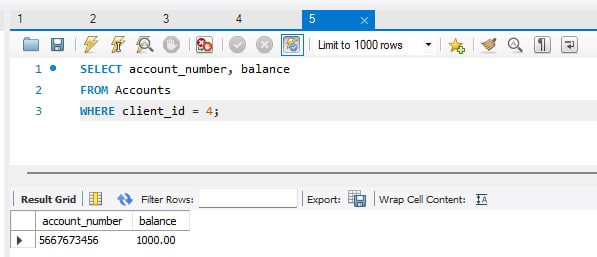 1 2 3 4 5
Limit to 1000 rows
1 SELECT account_number, balance
2 FROM Accounts
3 WHERE client_id = 4;
Result Grid Filter Rows: Export: Wrap Cell Content:
account_number balance
5667673456 1000.00